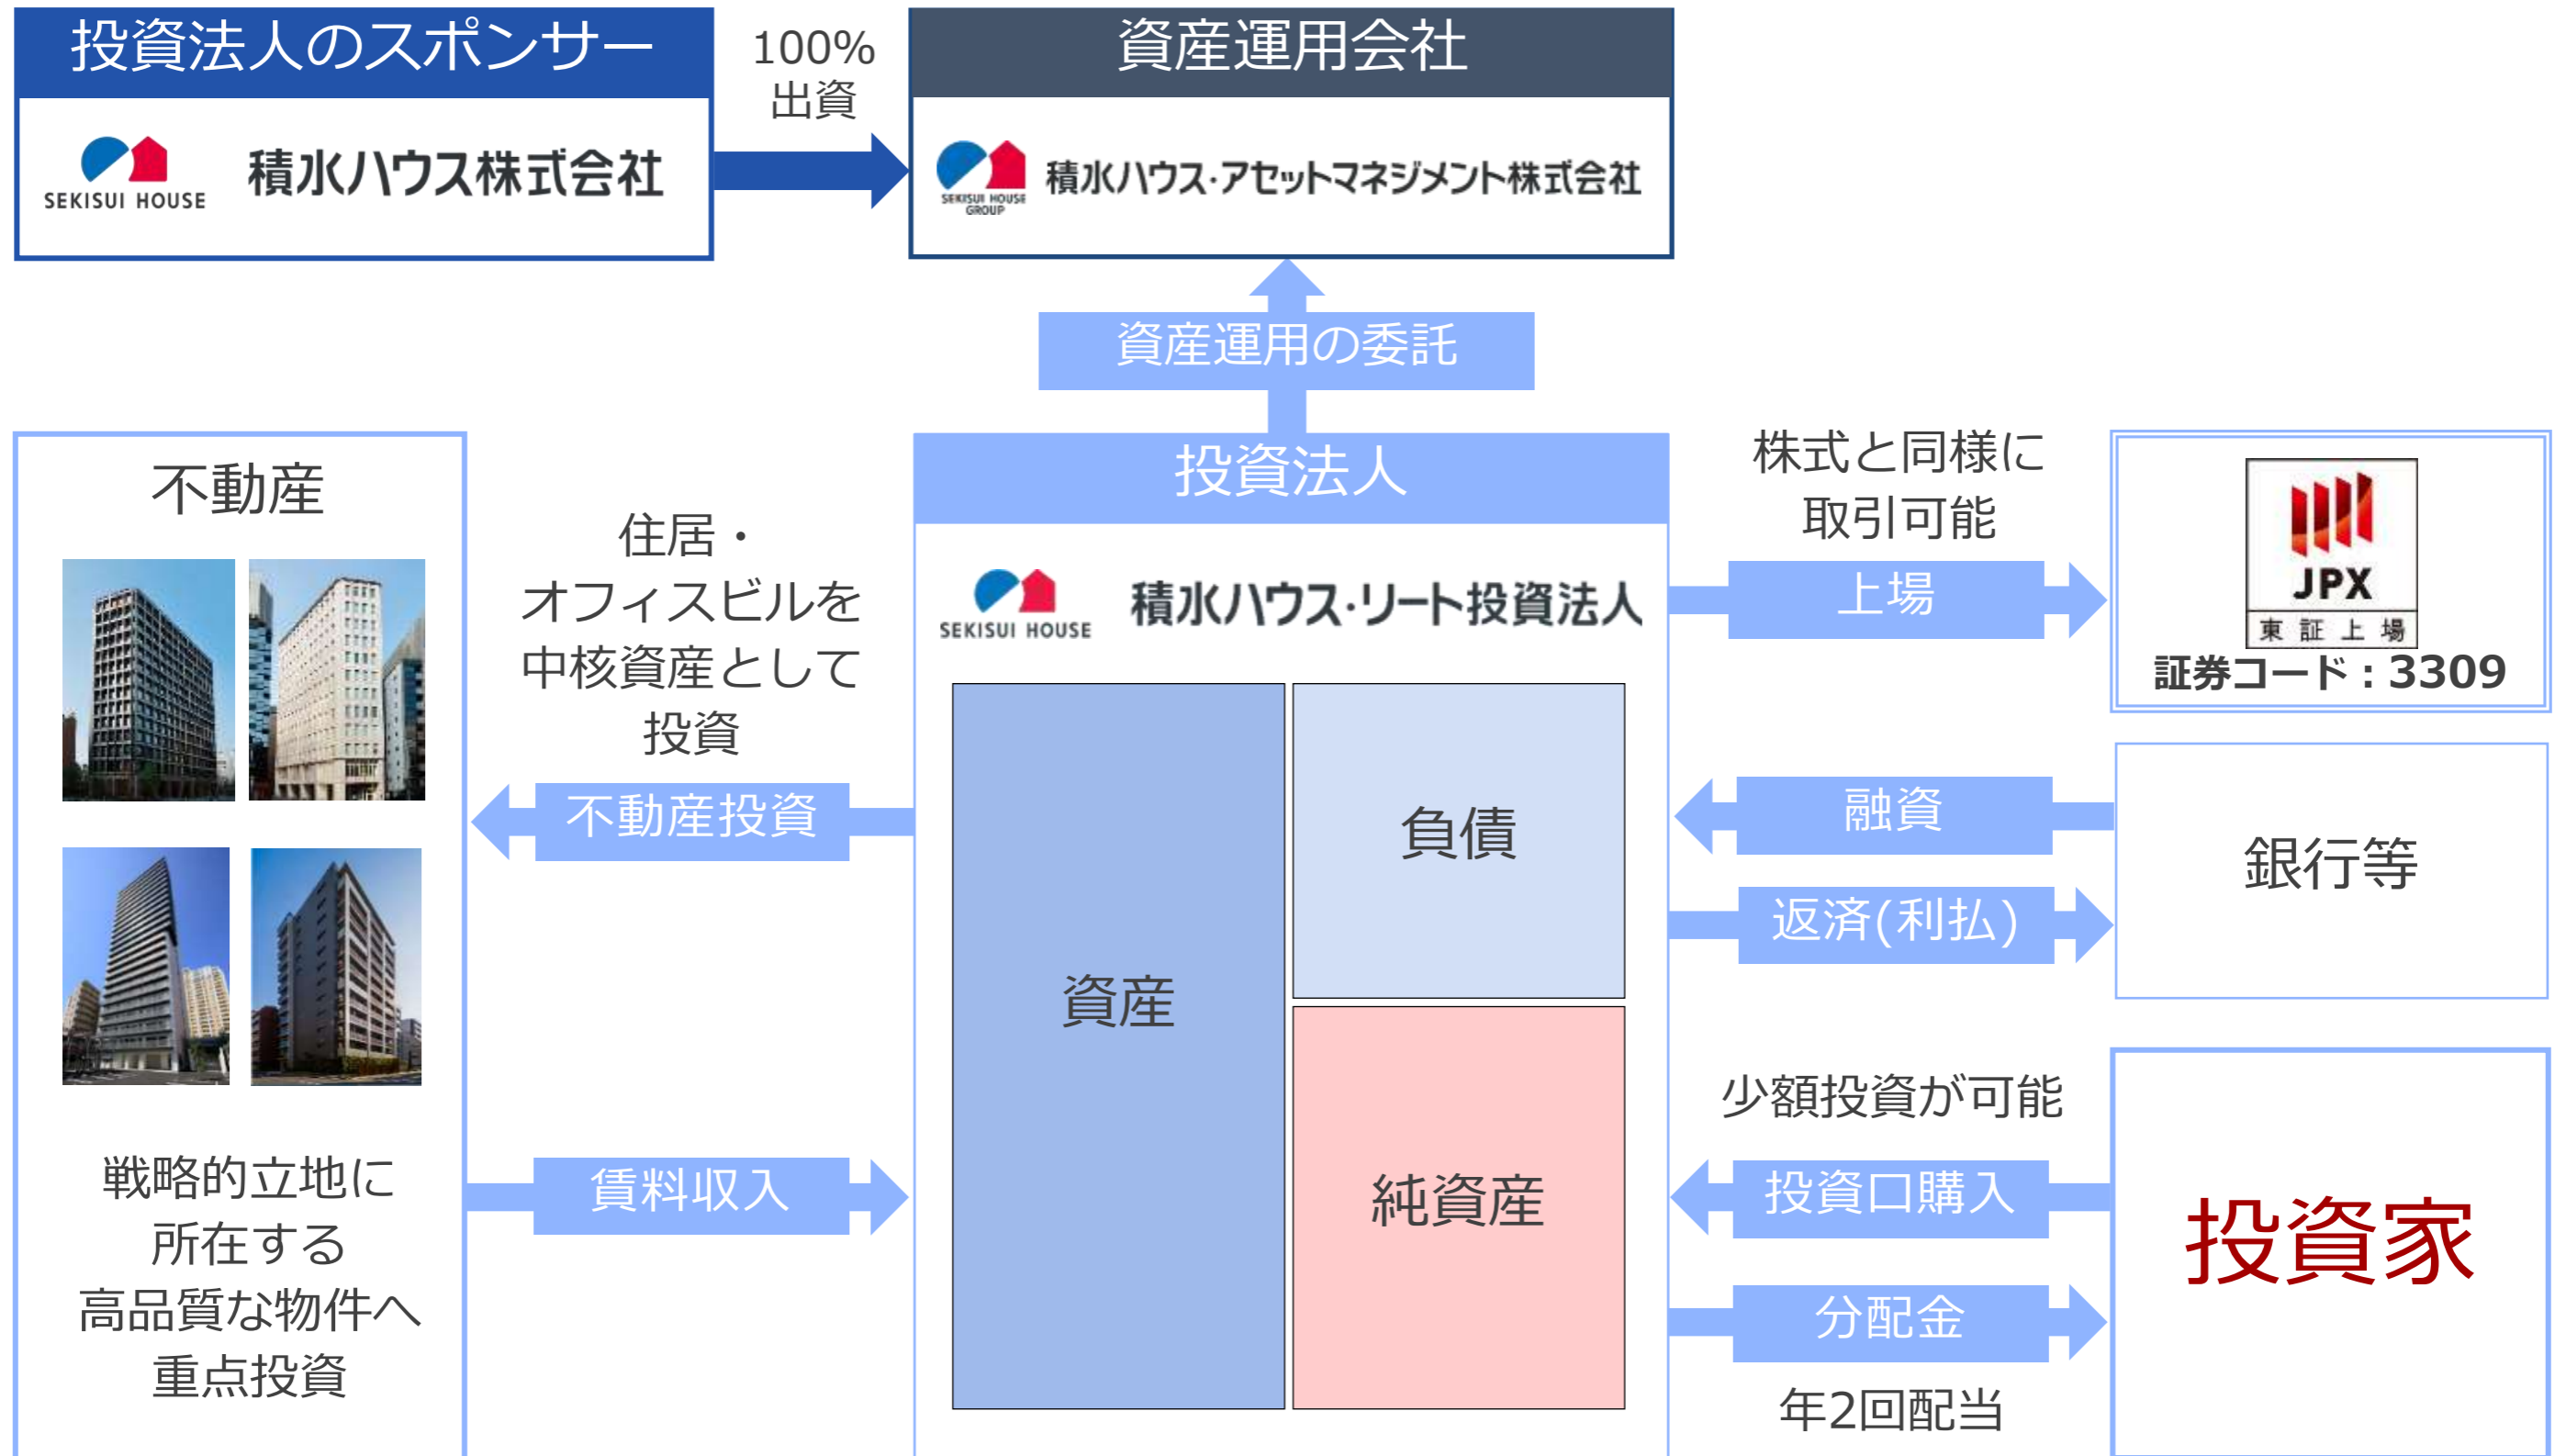 投資法人のスポンサー
SEKISUI HOUSE
積水ハウス株式会社
100%
出資
資産運用会社
SEKISUI HOUSE
GROUP
積水ハウス・アセットマネジメント株式会社
資産運用の委託
不動産
戦略的立地に
所在する
高品質な物件へ
重点投資
住居・
オフィスビルを
中核資産として
投資
不動産投資
賃料収入
投資法人
SEKISUI HOUSE
積水ハウス・リート投資法人
資産
負債
純資産
株式と同様に
取引可能
上場
JPX
東証上場
証券コード：3309
融資
返済(利払)
銀行等
少額投資が可能
投資口購入
分配金
年2回配当
投資家